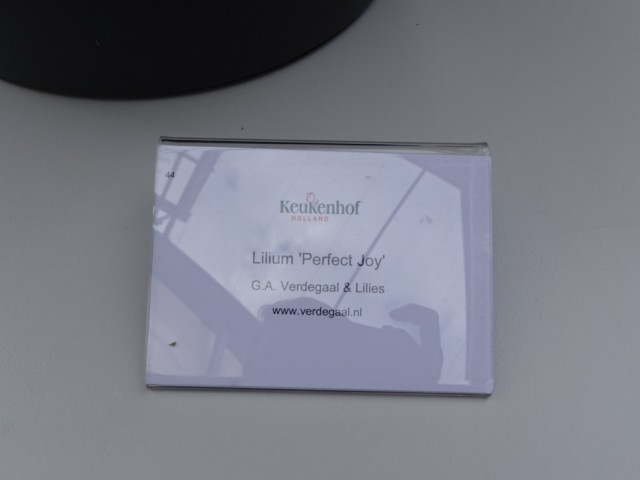 44
Keukenhof
HOLLAND
Lilium 'Perfect Joy'
G.A. Verdegaal & Lilies
www.verdegaal.nl